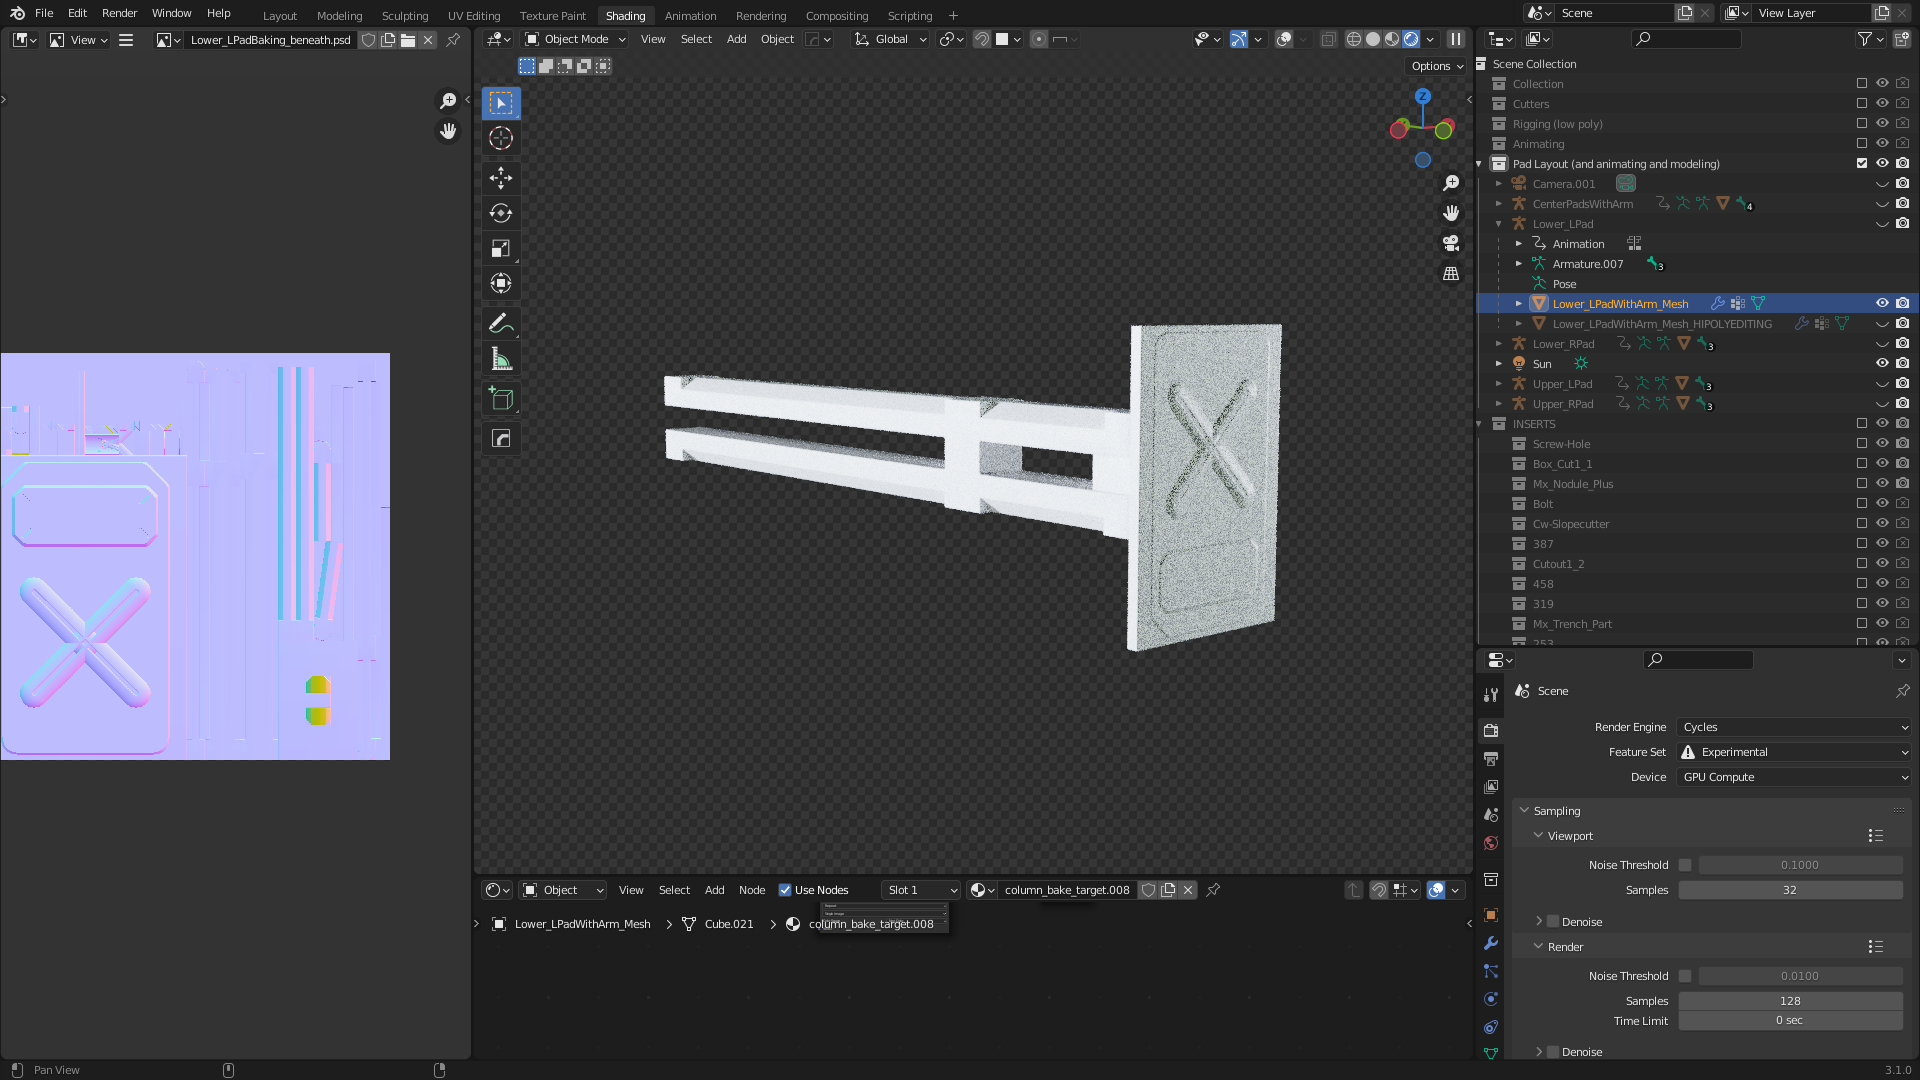 File Edit Render Window Help Layout Modeling Sculpting UV Editing Texture Paint Shading Animation Rendering Compositing Scripting + Scene View Layer
View Lower_LPadBaking_beneath.psd Object Mode View Select Add Object Global
Options
Z
Scene Collection
Collection
Cutters
Rigging (low poly)
Animating
Pad Layout (and animating and modeling)
Camera.001
CenterPadsWithArm 4
Lower_LPad
Animation
Armature.007 3
Pose
Lower_LPadWithArm_Mesh
Lower_LPadWithArm_Mesh_HIPOLYEDITING
Lower_RPad 3
Sun
Upper_LPad 3
Upper_RPad 3
INSERTS
Screw-Hole
Box_Cut1_1
Mx_Nodule_Plus
Bolt
Cw-Slopecutter
387
Cutout1_2
458
319
Mx_Trench_Part
253
Scene
Render Engine Cycles
Feature Set Experimental
Device GPU Compute
Sampling
Viewport
Noise Threshold 0.1000
Samples 32
Denoise
Render
Noise Threshold 0.0100
Samples 128
Time Limit 0 sec
Denoise
Object View Select Add Node Use Nodes Slot 1 column_bake_target.008
Lower_LPadWithArm_Mesh > Cube.021 > column_bake_target.008
Pan View 3.1.0